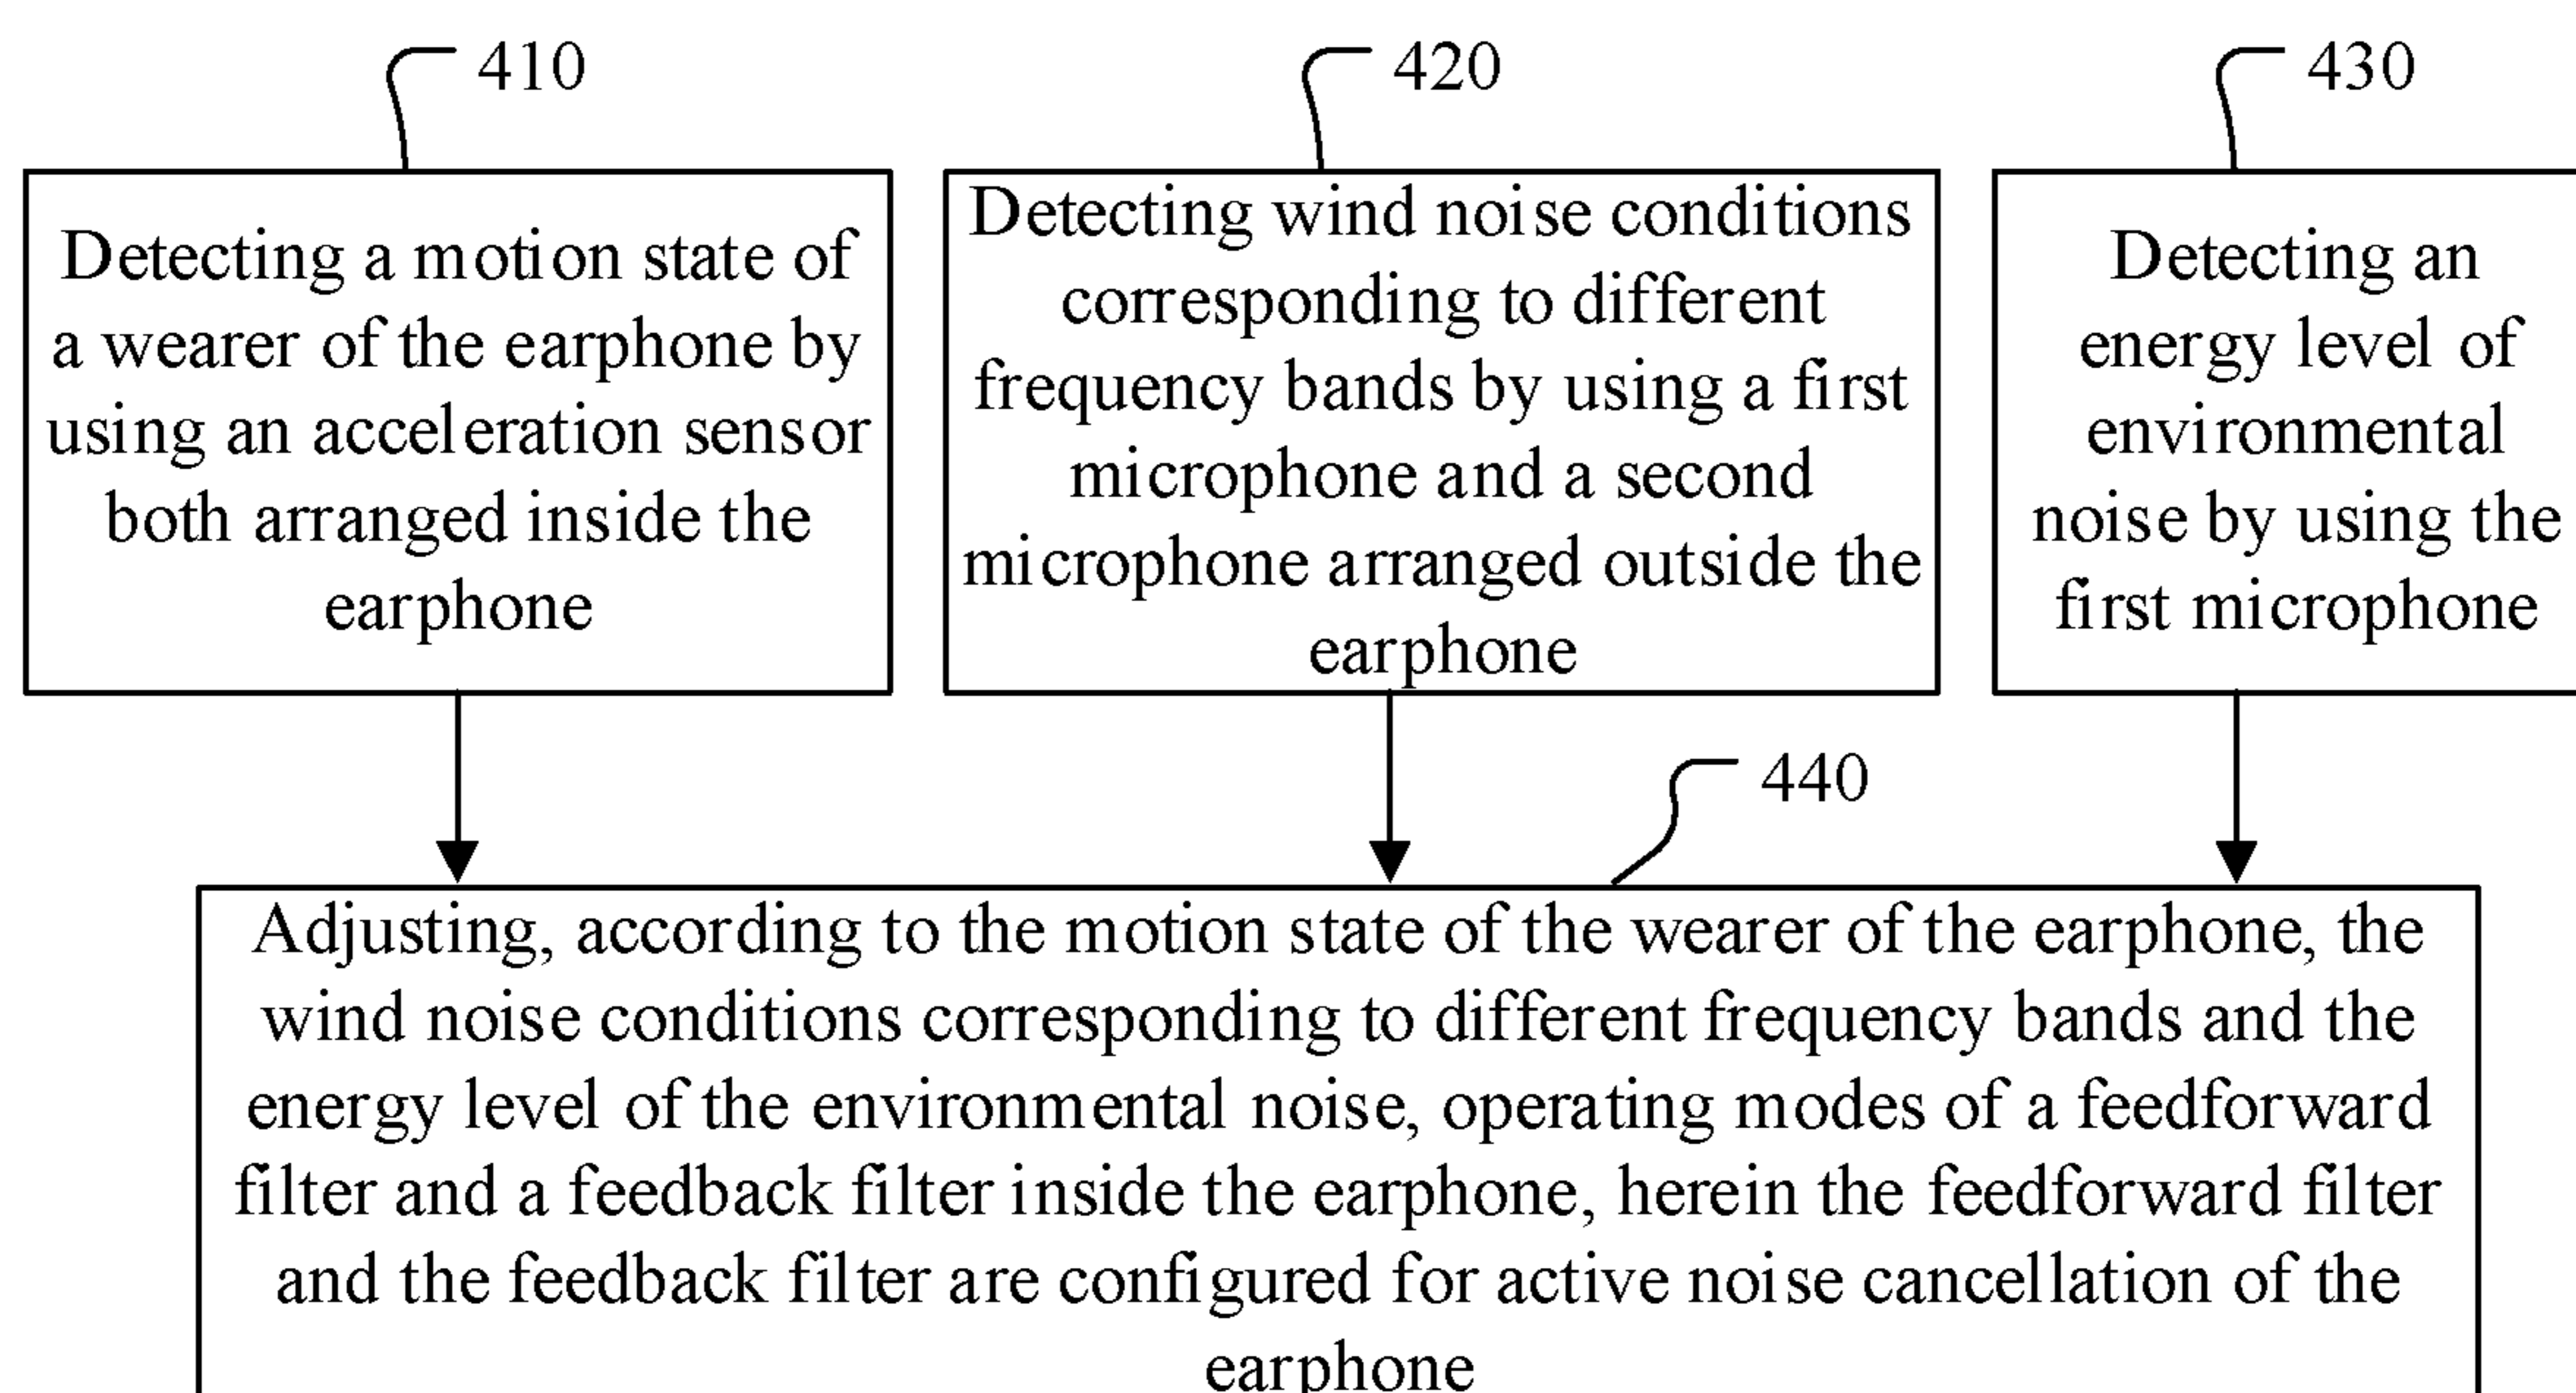 410
Detecting a motion state of
a wearer of the earphone by
using an acceleration sensor
both arranged inside the
earphone
420
Detecting wind noise conditions
corresponding to different
frequency bands by using a first
microphone and a second
microphone arranged outside the
earphone
430
Detecting an
energy level of
environmental
noise by using the
first microphone
440
Adjusting, according to the motion state of the wearer of the earphone, the
wind noise conditions corresponding to different frequency bands and the
energy level of the environmental noise, operating modes of a feedforward
filter and a feedback filter inside the earphone, herein the feedforward filter
and the feedback filter are configured for active noise cancellation of the
earphone